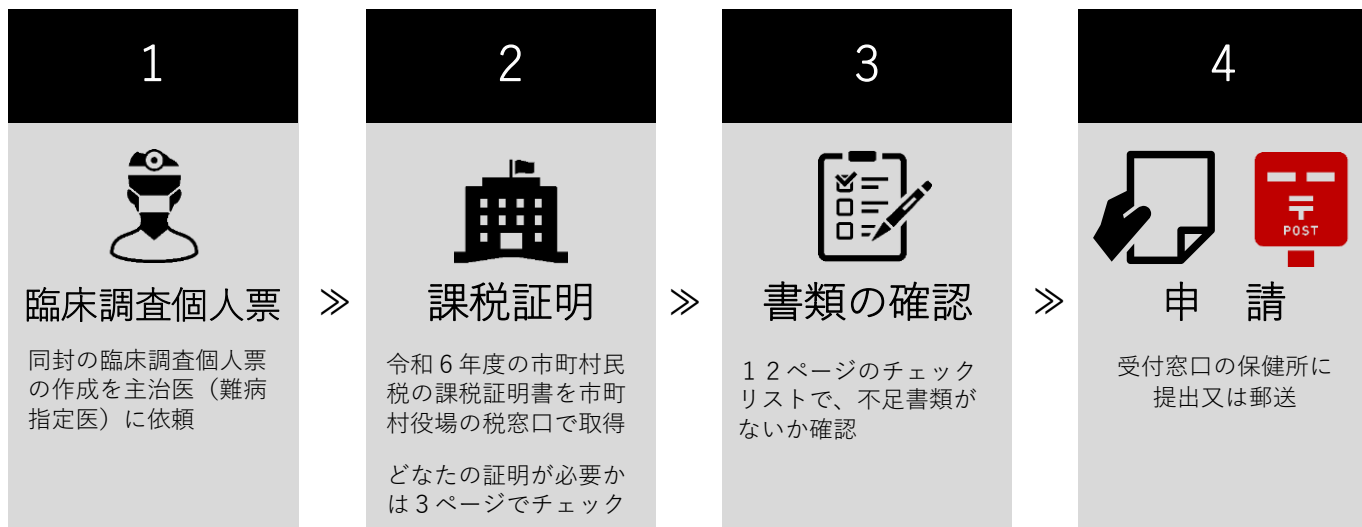 1
臨床調査個人票
同封の臨床調査個人票
の作成を主治医（難病
指定医）に依頼
≫
2
課税証明
令和６年度の市町村民
税の課税証明書を市町
村役場の税窓口で取得
どなたの証明が必要か
は３ページでチェック
≫
3
書類の確認
１２ページのチェック
リストで、不足書類が
ないか確認
≫
4
〒
POST
申　請
受付窓口の保健所に
提出又は郵送